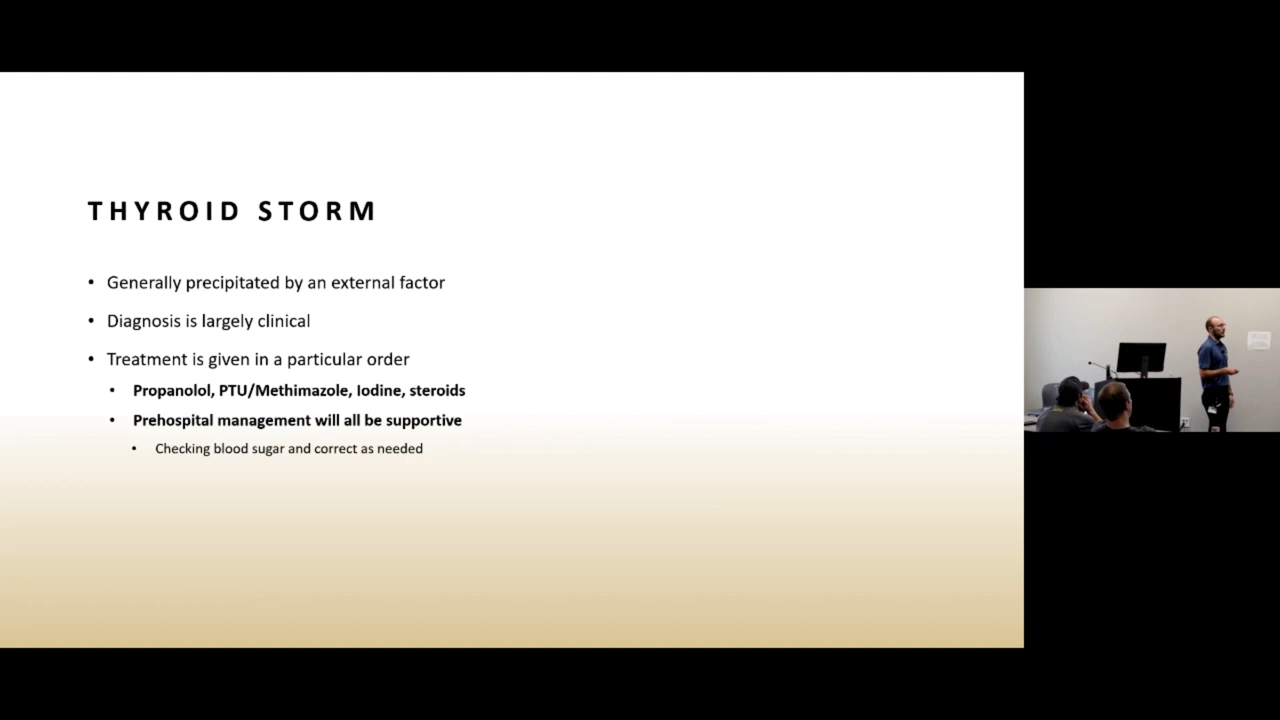 THYROID STORM
• Generally precipitated by an external factor
• Diagnosis is largely clinical
• Treatment is given in a particular order
• Propanolol, PTU/Methimazole, Iodine, steroids
• Prehospital management will all be supportive
• Checking blood sugar and correct as needed